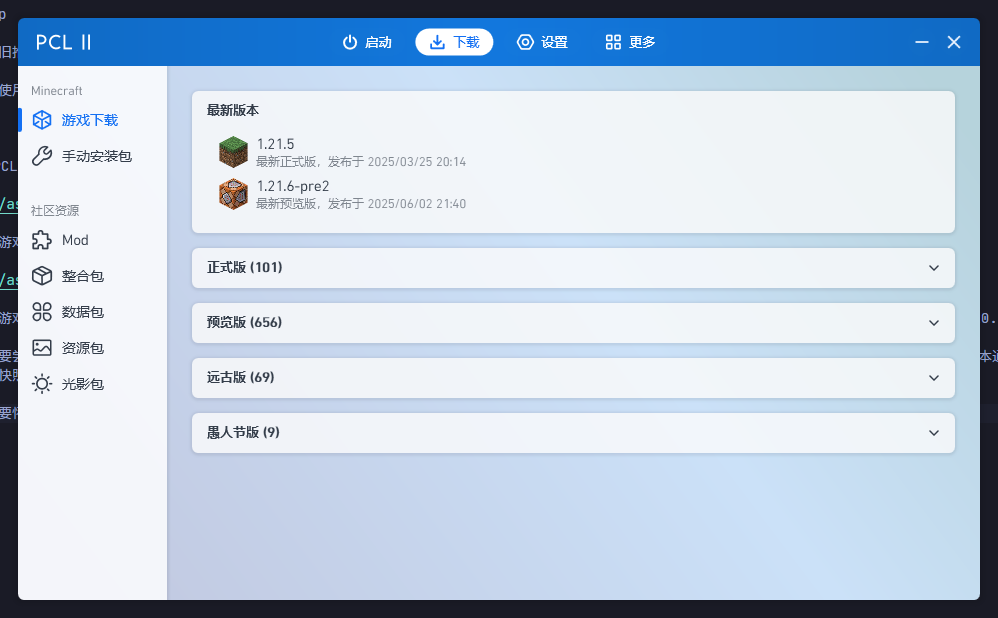 PCL II
启动
下载
设置
更多
Minecraft
游戏下载
手动安装包
社区资源
Mod
整合包
数据包
资源包
光影包
最新版本
1.21.5
最新正式版，发布于 2025/03/25 20:14
1.21.6-pre2
最新预览版，发布于 2025/06/02 21:40
正式版 (101)
预览版 (656)
远古版 (69)
愚人节版 (9)